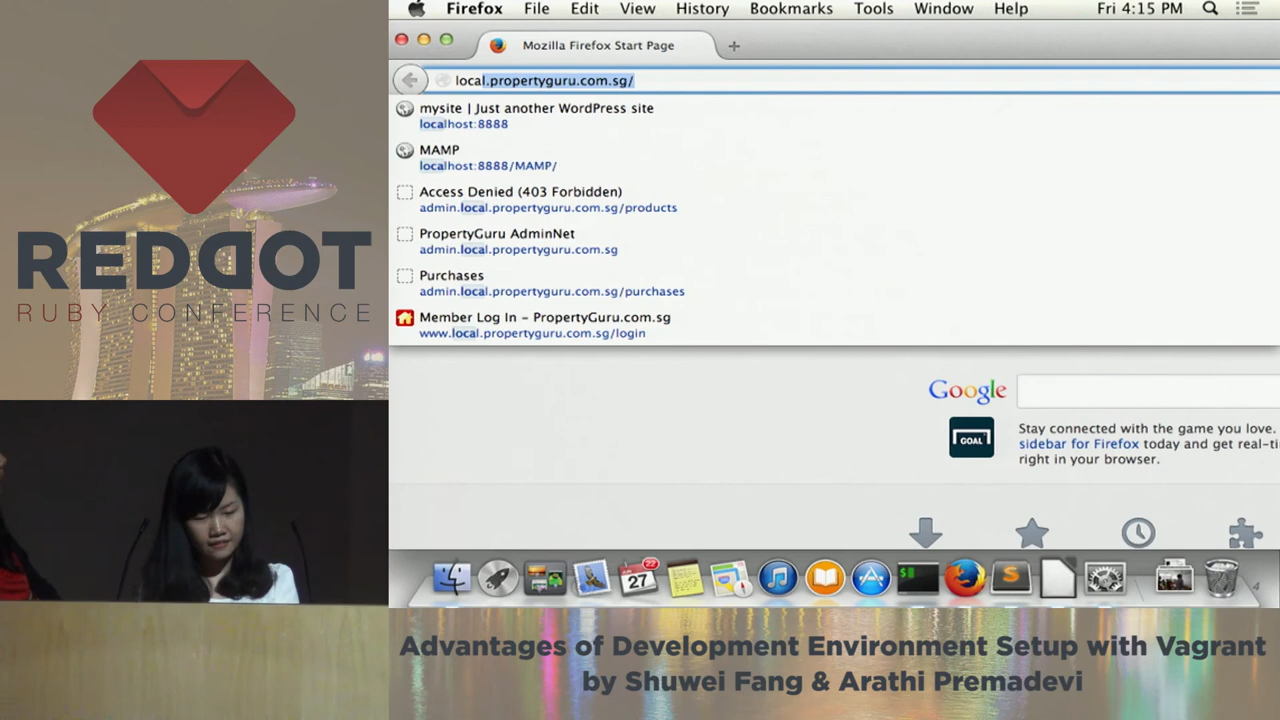 REDDOT
RUBY CONFERENCE
Firefox File Edit View History Bookmarks Tools Window Help Fri 4:15 PM
Mozilla Firefox Start Page
local.propertyguru.com.sg/
mysite | Just another WordPress site
localhost:8888
MAMP
localhost:8888/MAMP/
Access Denied (403 Forbidden)
admin.local.propertyguru.com.sg/products
PropertyGuru AdminNet
admin.local.propertyguru.com.sg
Purchases
admin.local.propertyguru.com.sg/purchases
Member Log In – PropertyGuru.com.sg
www.local.propertyguru.com.sg/login
Google
GOAL
Stay connected with the game you love.
sidebar for Firefox today and get real-ti
right in your browser.
22
27
$
S
4
Advantages of Development Environment Setup with Vagrant
by Shuwei Fang & Arathi Premadevi